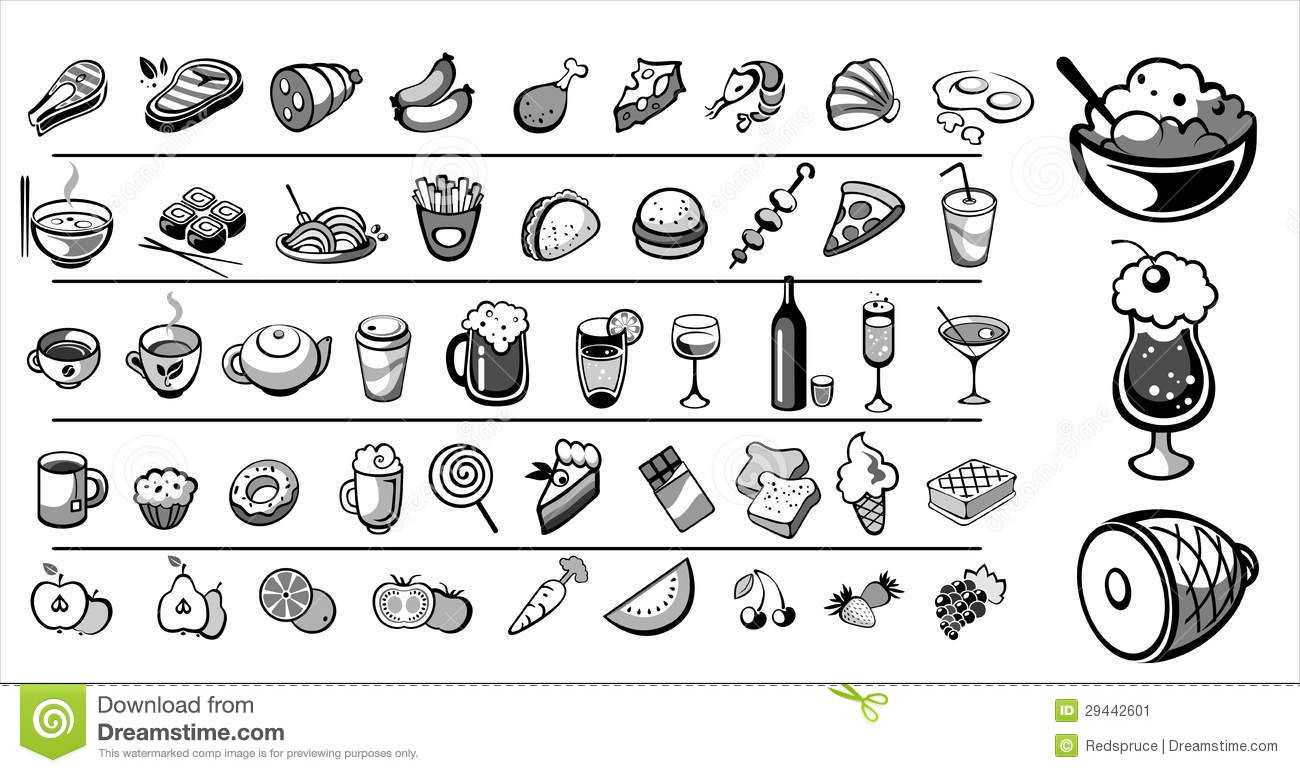 Download from
Dreamstime.com
This watermarked comp image is for previewing purposes only.
ID 29442601
© Redspruce | Dreamstime.com